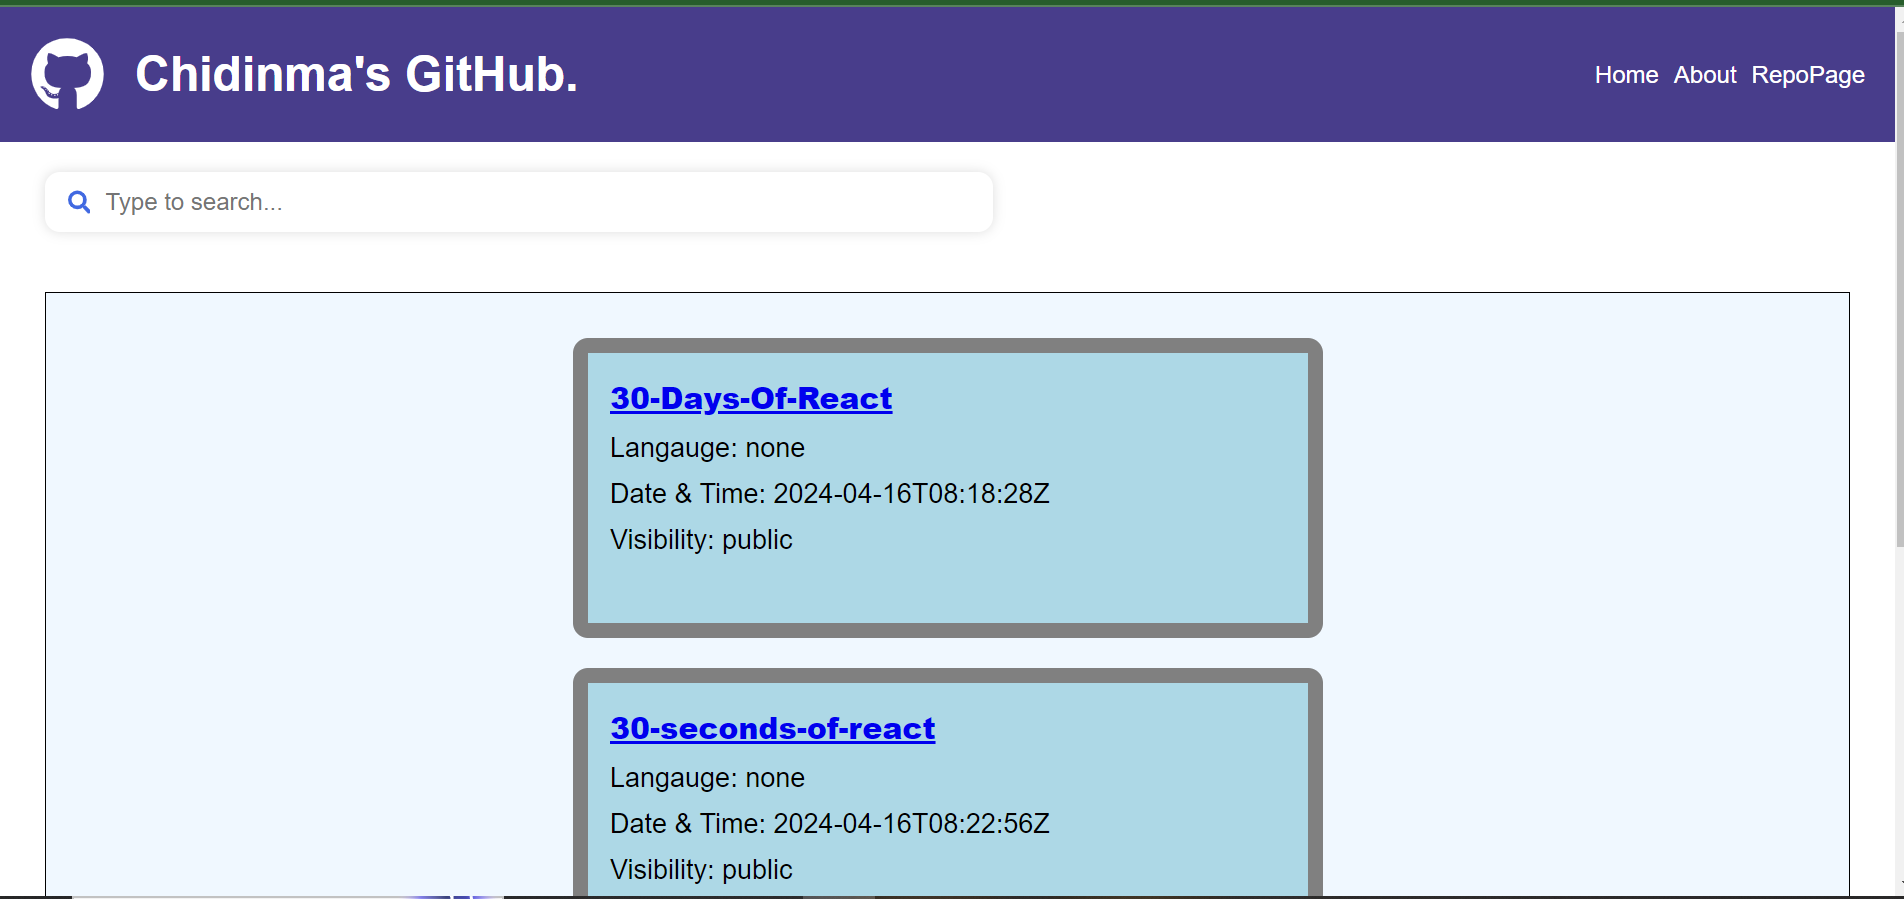 Chidinma's GitHub.
Home About RepoPage
Type to search...
30-Days-Of-React
Langauge: none
Date & Time: 2024-04-16T08:18:28Z
Visibility: public
30-seconds-of-react
Langauge: none
Date & Time: 2024-04-16T08:22:56Z
Visibility: public